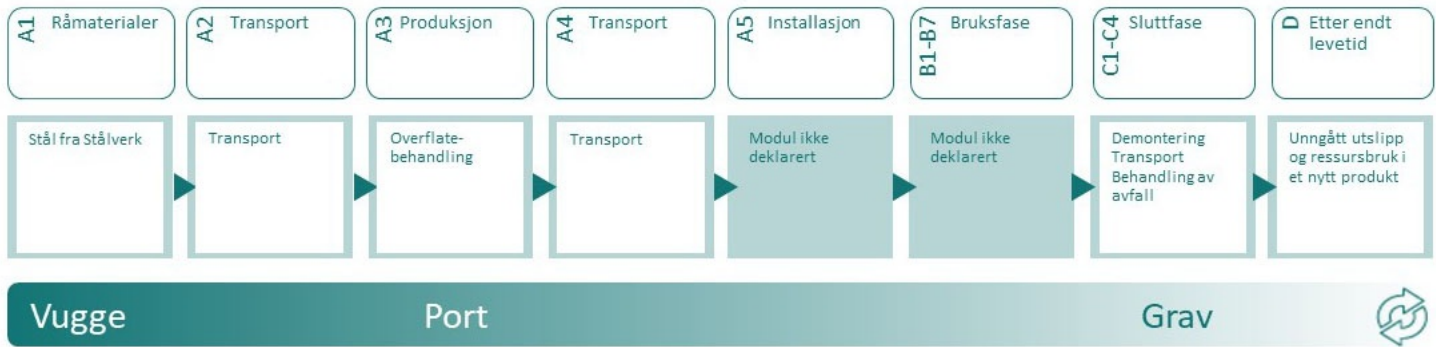 A1 Råmaterialer
A2 Transport
A3 Produksjon
A4 Transport
A5 Installasjon
B1-B7 Bruksfase
C1-C4 Sluttfase
D Etter endt
levetid
Stål fra Stålverk
Transport
Overflate-
behandling
Transport
Modul ikke
deklarert
Modul ikke
deklarert
Demontering
Transport
Behandling av
avfall
Unngått utslipp
og ressursbruk i
et nytt produkt
Vugge
Port
Grav